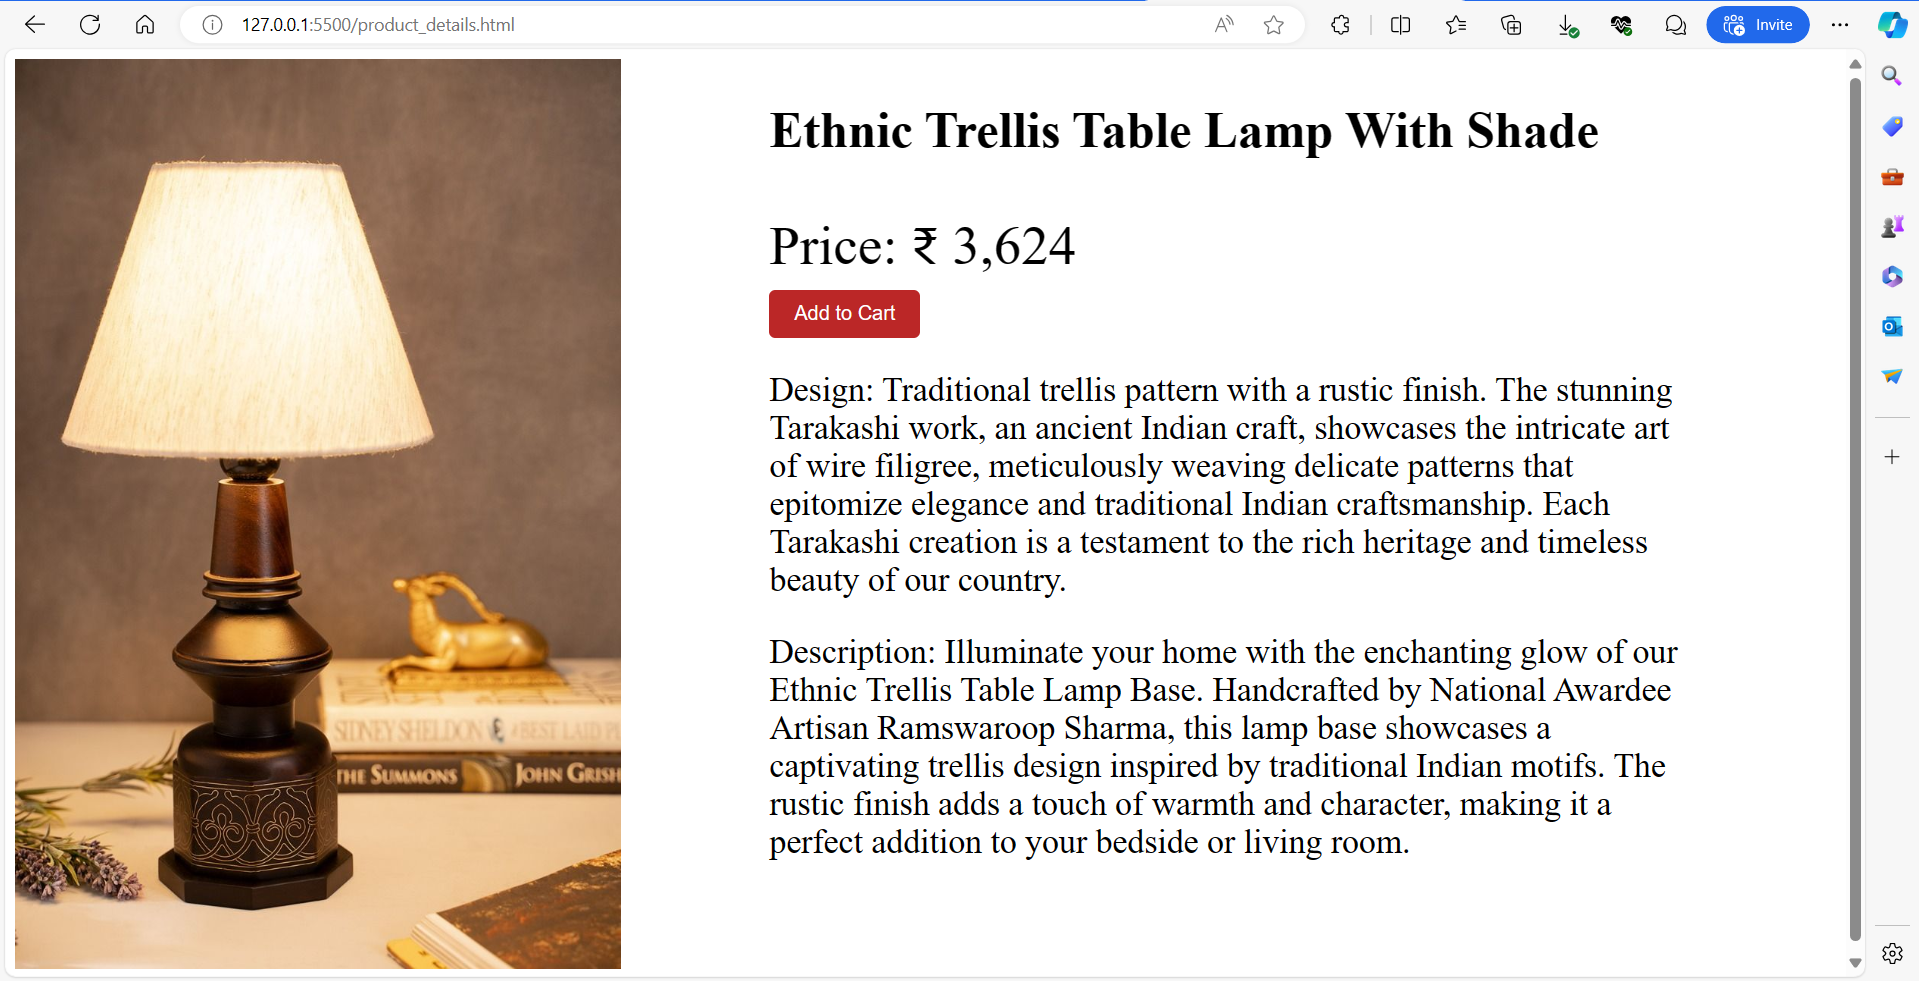 127.0.0.1:5500/product_details.html
Invite
Ethnic Trellis Table Lamp With Shade
Price: ₹ 3,624
Add to Cart
Design: Traditional trellis pattern with a rustic finish. The stunning
Tarakashi work, an ancient Indian craft, showcases the intricate art
of wire filigree, meticulously weaving delicate patterns that
epitomize elegance and traditional Indian craftsmanship. Each
Tarakashi creation is a testament to the rich heritage and timeless
beauty of our country.
Description: Illuminate your home with the enchanting glow of our
Ethnic Trellis Table Lamp Base. Handcrafted by National Awardee
Artisan Ramswaroop Sharma, this lamp base showcases a
captivating trellis design inspired by traditional Indian motifs. The
rustic finish adds a touch of warmth and character, making it a
perfect addition to your bedside or living room.
SIDNEY SHELDON BEST LAID
THE SUMMONS JOHN GRISH